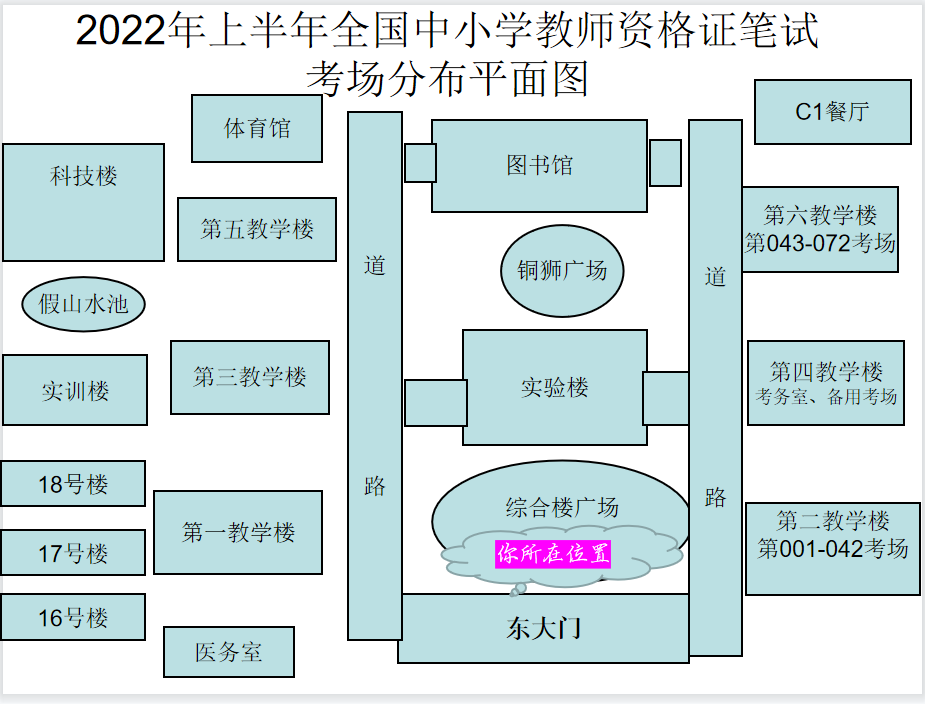 2022年上半年全国中小学教师资格证笔试
考场分布平面图
体育馆
科技楼
第五教学楼
假山水池
实训楼
第三教学楼
18号楼
17号楼
16号楼
第一教学楼
医务室
道
路
图书馆
铜狮广场
实验楼
综合楼广场
你所在位置
东大门
道
路
C1餐厅
第六教学楼
第043-072考场
第四教学楼
考务室、备用考场
第二教学楼
第001-042考场